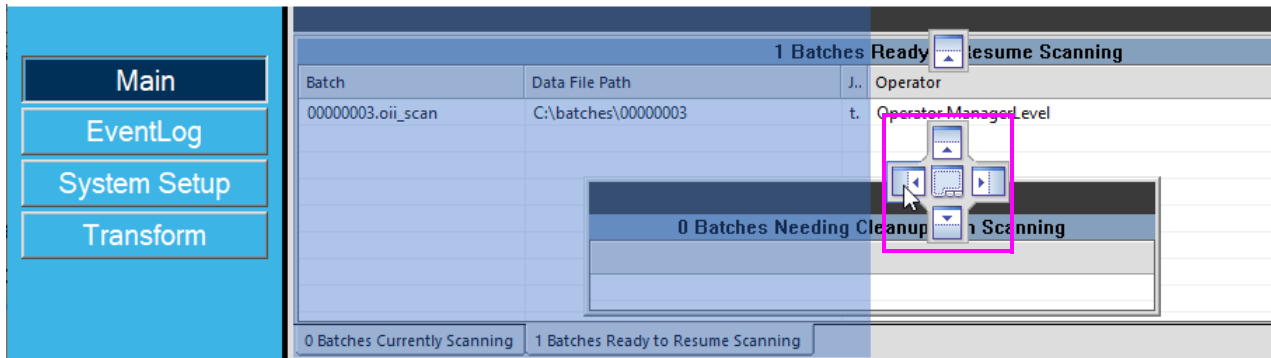 Main
EventLog
System Setup
Transform
1 Batches Ready Resume Scanning
Batch Data File Path J.. Operator
00000003.oii_scan C:\batches\00000003 t. Operator ManagerLevel
0 Batches Needing Cleanup Scanning
0 Batches Currently Scanning 1 Batches Ready to Resume Scanning